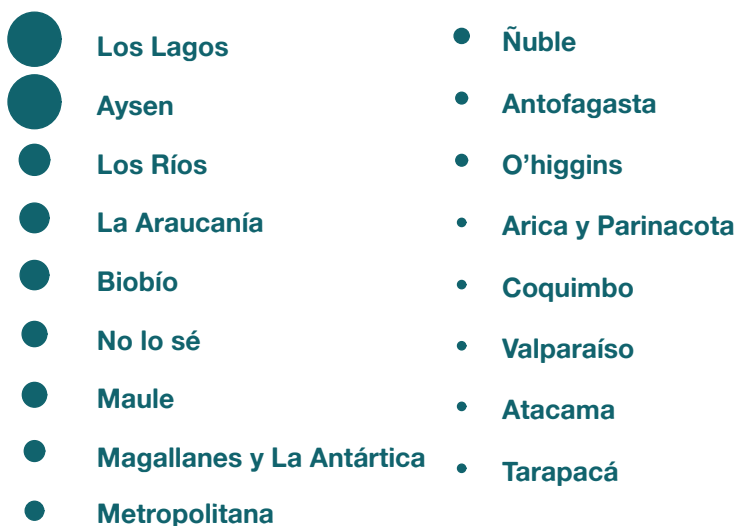 Los Lagos
Aysen
Los Ríos
La Araucanía
Biobío
No lo sé
Maule
Magallanes y La Antártica
Metropolitana
Ñuble
Antofagasta
O’higgins
Arica y Parinacota
Coquimbo
Valparaíso
Atacama
Tarapacá